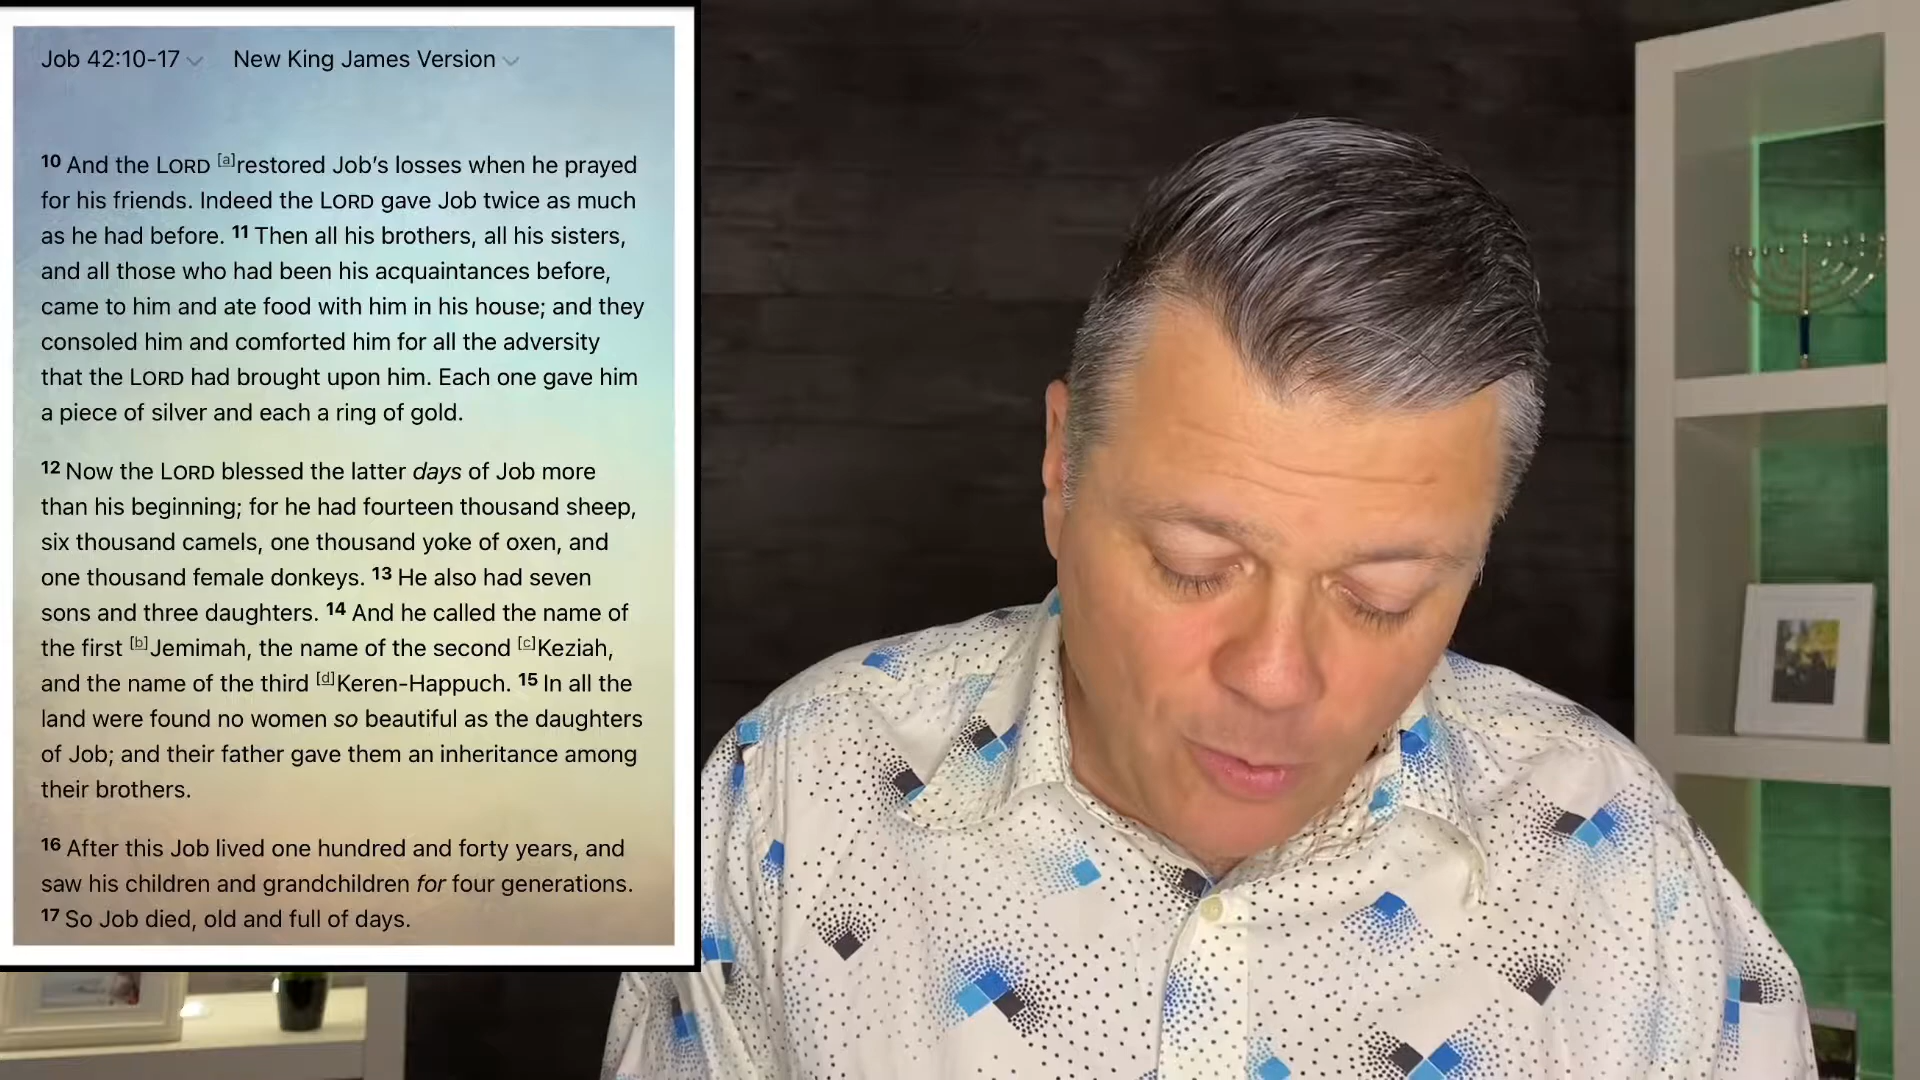 Job 42:10-17 New King James Version
10 And the LORD [a]restored Job's losses when he prayed
for his friends. Indeed the LORD gave Job twice as much
as he had before. 11 Then all his brothers, all his sisters,
and all those who had been his acquaintances before,
came to him and ate food with him in his house; and they
consoled him and comforted him for all the adversity
that the LORD had brought upon him. Each one gave him
a piece of silver and each a ring of gold.
12 Now the LORD blessed the latter days of Job more
than his beginning; for he had fourteen thousand sheep,
six thousand camels, one thousand yoke of oxen, and
one thousand female donkeys. 13 He also had seven
sons and three daughters. 14 And he called the name of
the first [b]Jemimah, the name of the second [c]Keziah,
and the name of the third [d]Keren-Happuch. 15 In all the
land were found no women so beautiful as the daughters
of Job; and their father gave them an inheritance among
their brothers.
16 After this Job lived one hundred and forty years, and
saw his children and grandchildren for four generations.
17 So Job died, old and full of days.